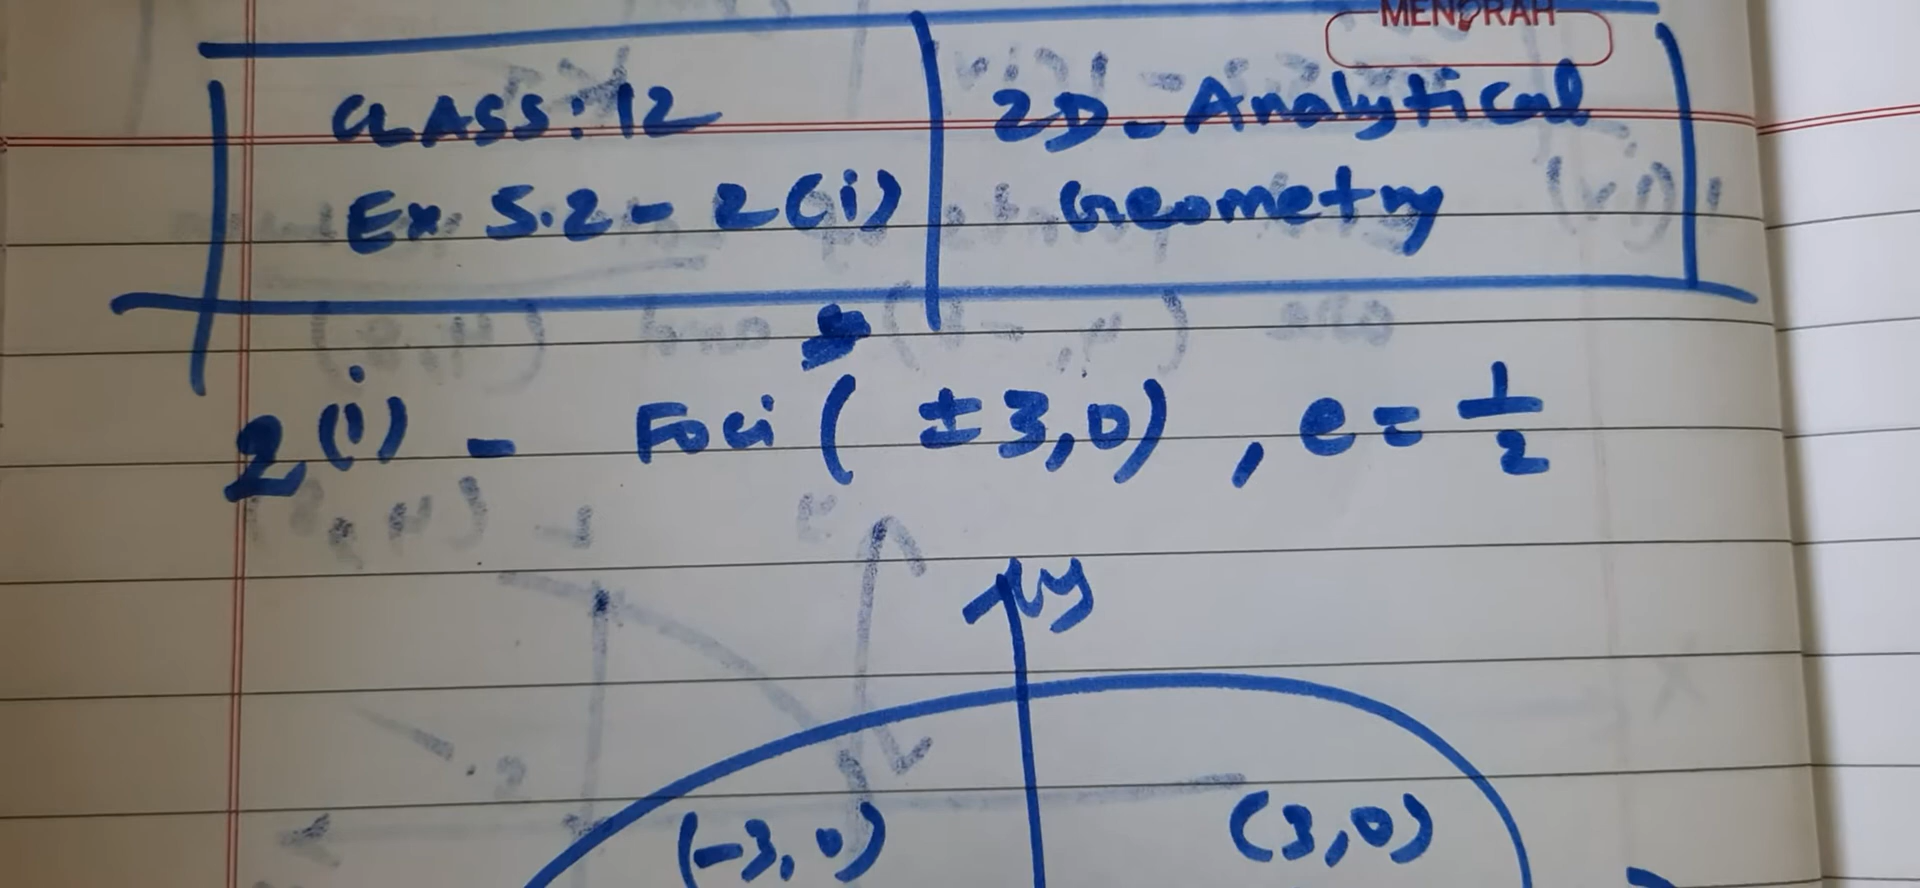 MENORAH
CLASS: 12
Ex. 5.2 - 2(i)
2D - Analytical
Geometry
2(i) - Foci (±3,0), e = 1/2
y
(-3,0)
(3,0)